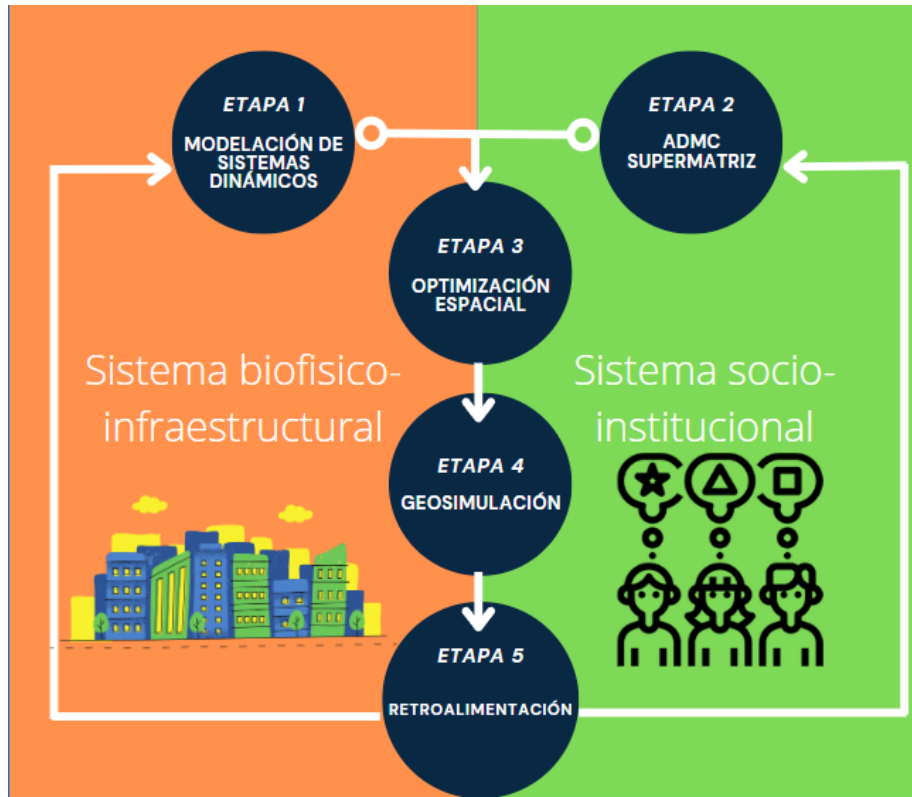 ETAPA 1
MODELACIÓN DE
SISTEMAS
DINÁMICOS
ETAPA 2
ADMC
SUPERMATRIZ
ETAPA 3
OPTIMIZACIÓN
ESPACIAL
Sistema biofisico-
infraestructural
Sistema socio-
institucional
ETAPA 4
GEOSIMULACIÓN
ETAPA 5
RETROALIMENTACIÓN